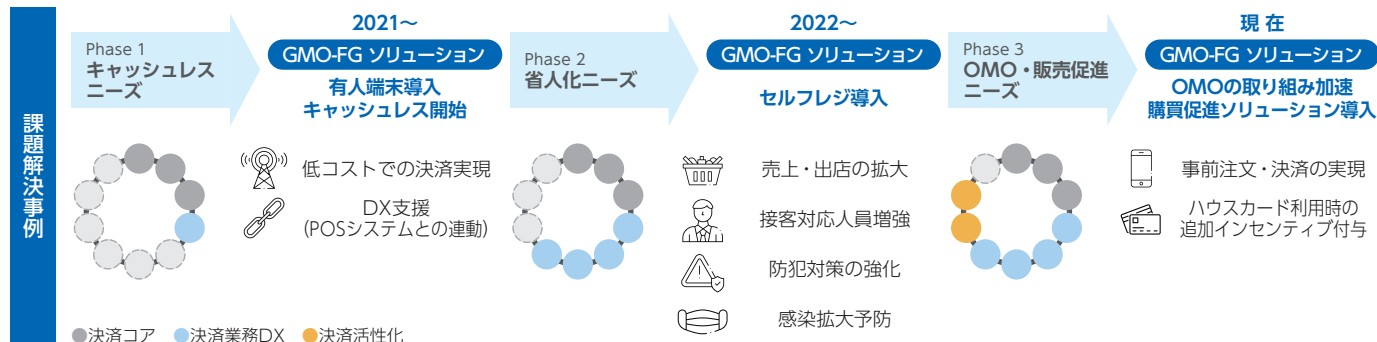 課題解決事例
Phase 1
キャッシュレス
ニーズ
2021～
GMO-FG ソリューション
有人端末導入
キャッシュレス開始
低コストでの決済実現
DX支援
(POSシステムとの連動)
Phase 2
省人化ニーズ
2022～
GMO-FG ソリューション
セルフレジ導入
売上・出店の拡大
接客対応人員増強
防犯対策の強化
感染拡大予防
Phase 3
OMO・販売促進
ニーズ
現 在
GMO-FG ソリューション
OMOの取り組み加速
購買促進ソリューション導入
事前注文・決済の実現
ハウスカード利用時の
追加インセンティブ付与
●決済コア ●決済業務DX ●決済活性化